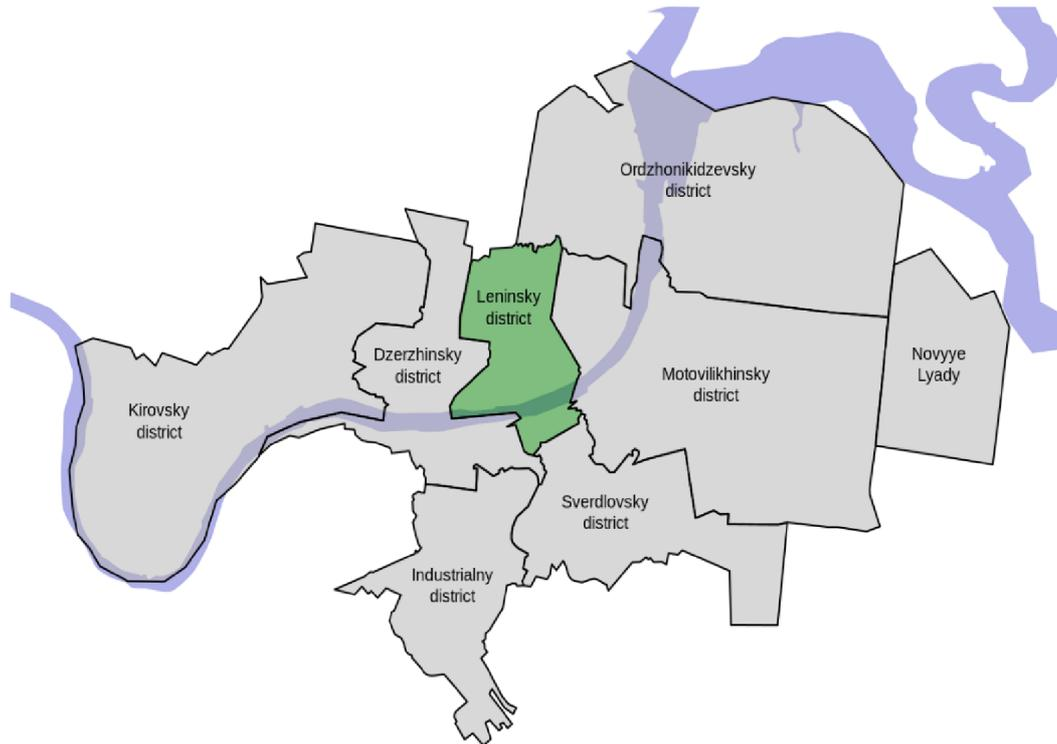 Ordzhonikidzevsky
district
Leninsky
district
Dzerzhinsky
district
Novyye
Lyady
Motovilikhinsky
district
Kirovsky
district
Sverdlovsky
district
Industrialny
district